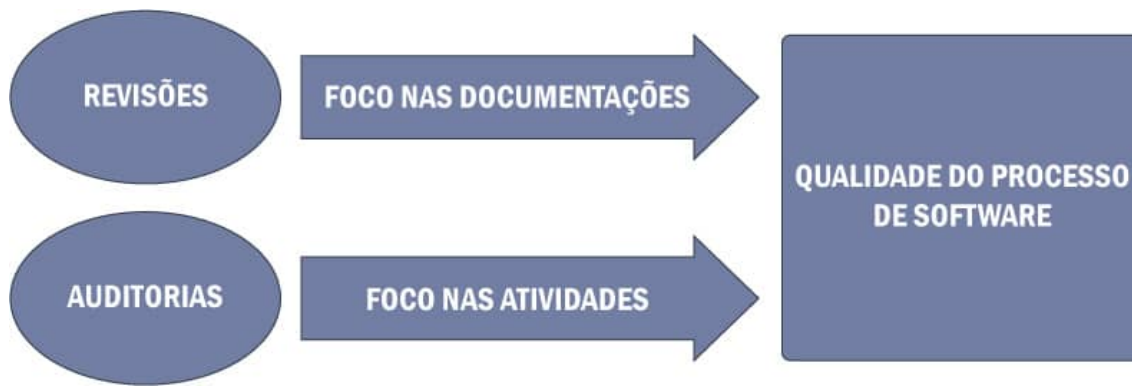 REVISÕES
FOCO NAS DOCUMENTAÇÕES
AUDITORIAS
FOCO NAS ATIVIDADES
QUALIDADE DO PROCESSO
DE SOFTWARE